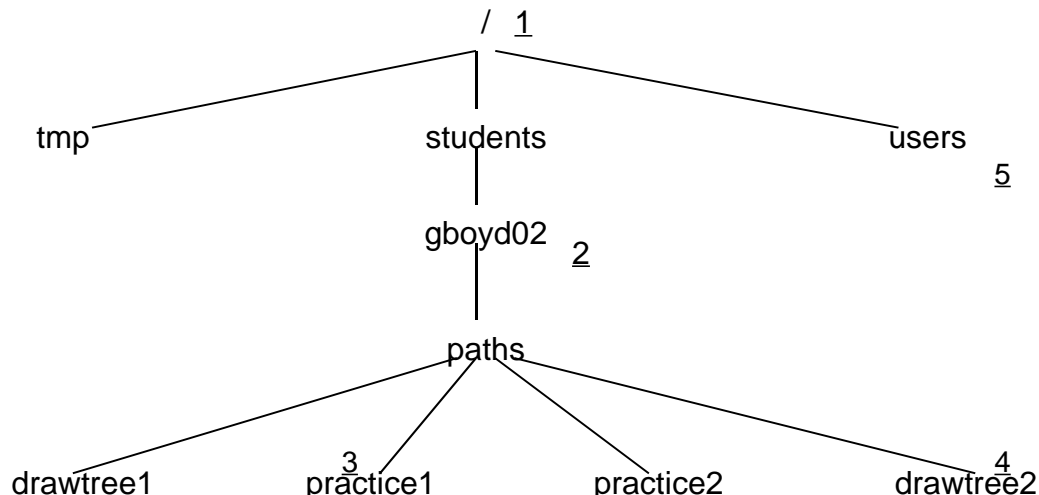 / 1
tmp students users
5
gboyd02
2
paths
3 4
drawtree1 practice1 practice2 drawtree2